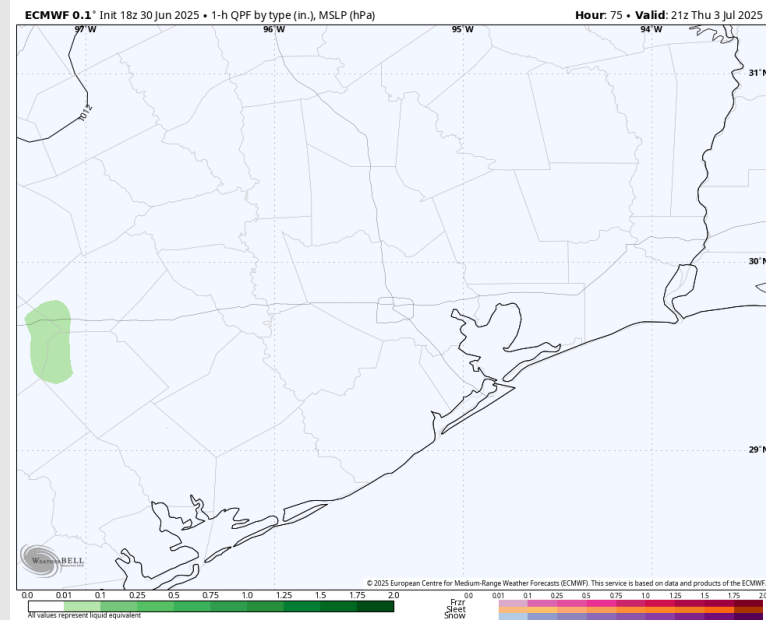 ECMWF 0.1° Init 18z 30 Jun 2025 • 1-h QPF by type (in.), MSLP (hPa)
Hour: 75 • Valid: 21z Thu 3 Jul 2025
97°W 96°W 95°W 94°W
31°N
1012
30°N
29°N
WEATHERBELL
© 2025 European Centre for Medium-Range Weather Forecasts (ECMWF). This service is based on data and products of the ECMWF.
0.0 0.01 0.1 0.25 0.5 1.0 1.25 1.5 1.75 2.0
All values represent liquid equivalent
0.0 0.01 0.1 0.25 0.5 0.75 1.0 1.25 1.5 1.75 2.0
Frzr
Sleet
Snow